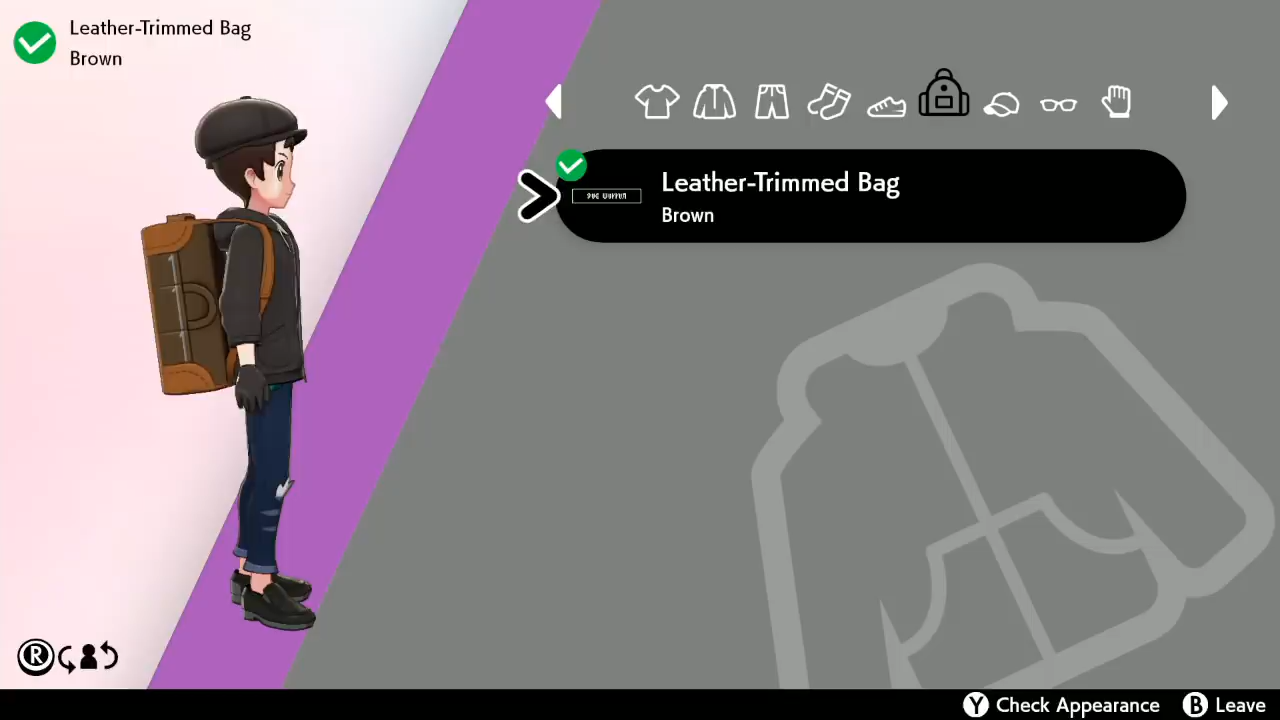 Leather-Trimmed Bag
Brown
Leather-Trimmed Bag
Brown
R
Y Check Appearance
B Leave